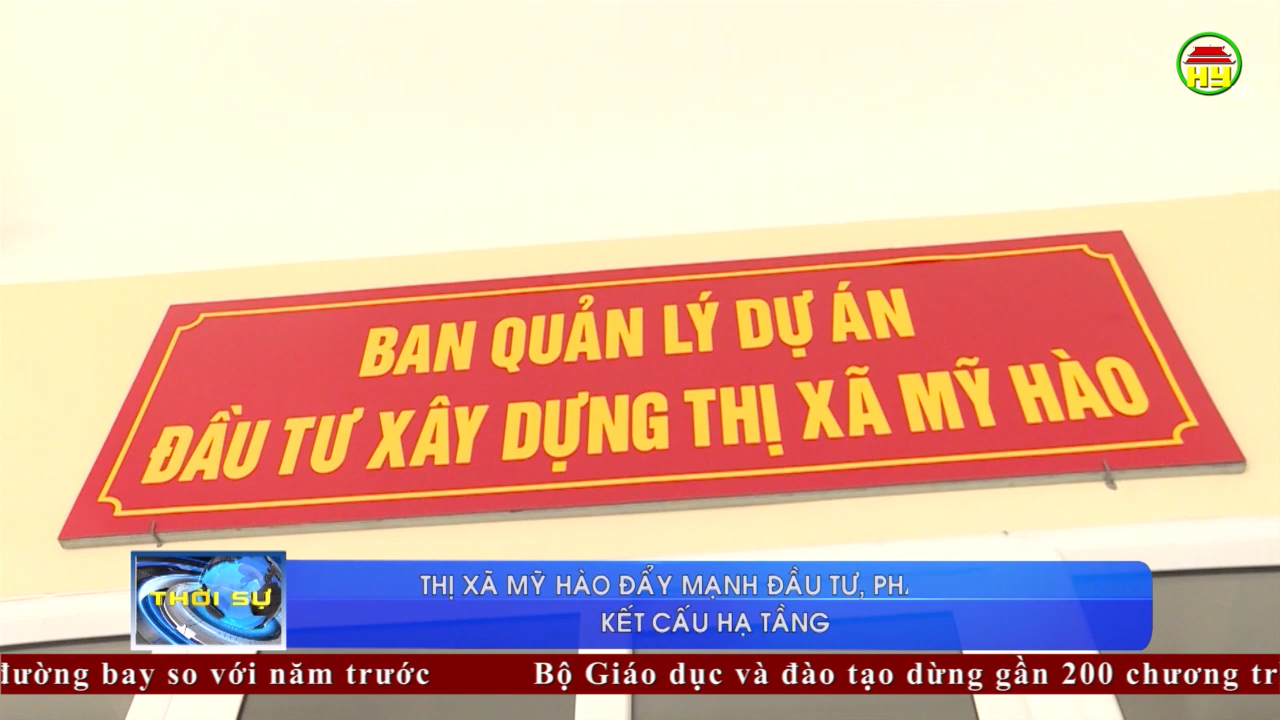 HY
BAN QUẢN LÝ DỰ ÁN
ĐẦU TƯ XÂY DỰNG THỊ XÃ MỸ HÀO
THỜI SỰ
THỊ XÃ MỸ HÀO ĐẨY MẠNH ĐẦU TƯ,
KẾT CẤU HẠ TẦNG
đường bay so với năm trước Bộ Giáo dục và đào tạo dừng gần 200 chương